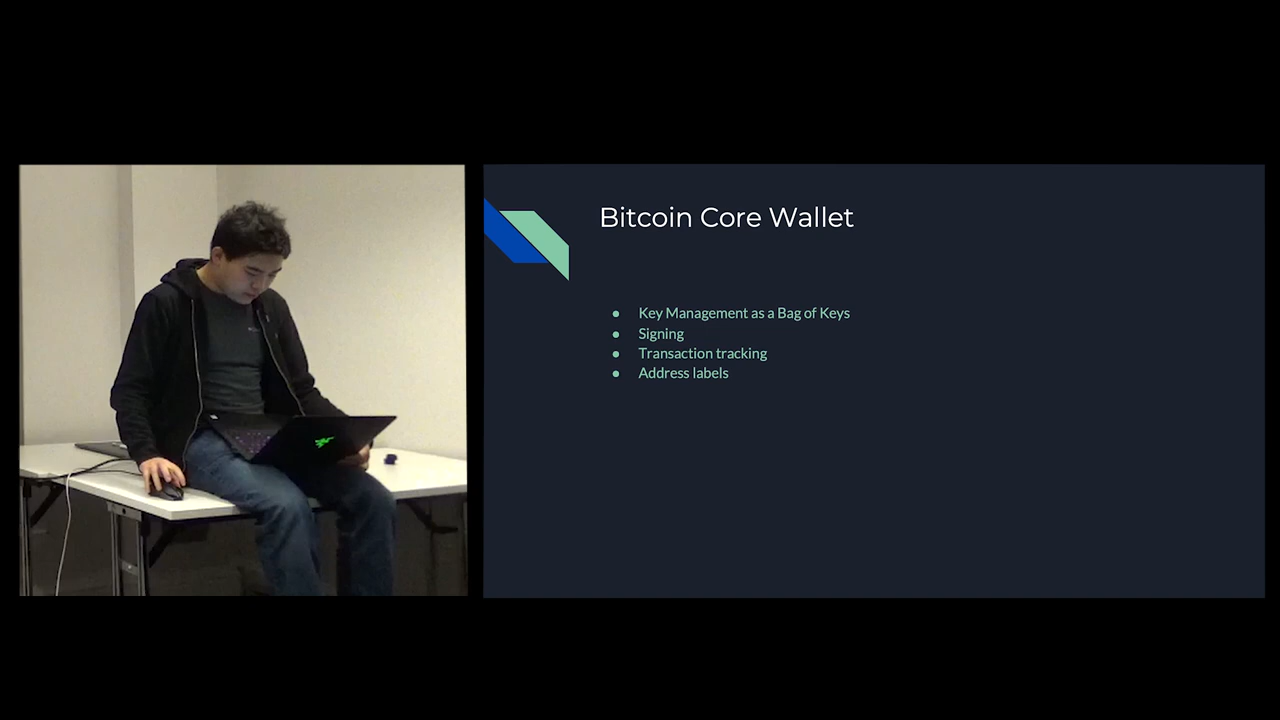 Bitcoin Core Wallet
Key Management as a Bag of Keys
Signing
Transaction tracking
Address labels